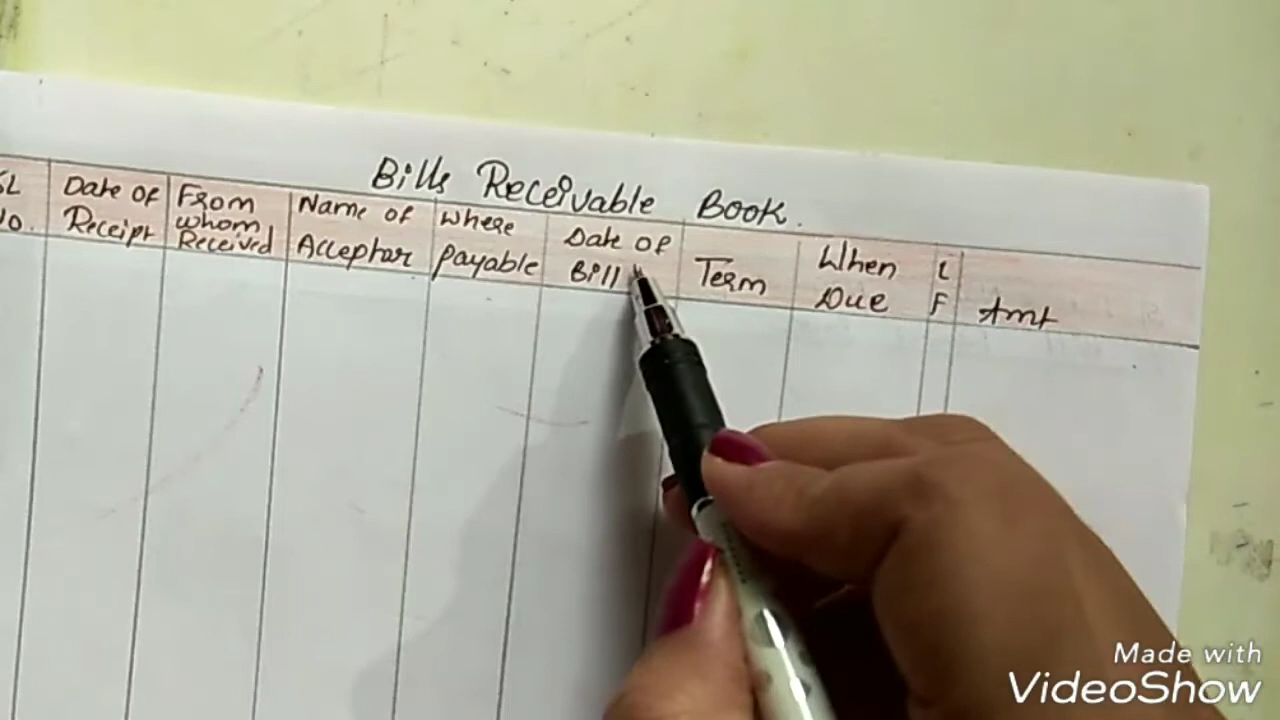 Bills Receivable Book.
SL No.
Date of Receipt
From whom Received
Name of Acceptor
Where payable
Date of Bill
Term
When Due
L F
Amt
Made with
VideoShow